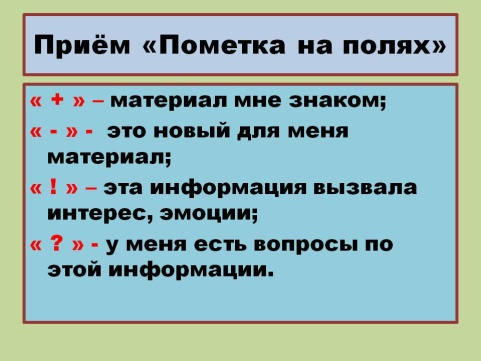 Приём «Пометка на полях»
« + » – материал мне знаком;
« - » - это новый для меня
материал;
« ! » – эта информация вызвала
интерес, эмоции;
« ? » - у меня есть вопросы по
этой информации.